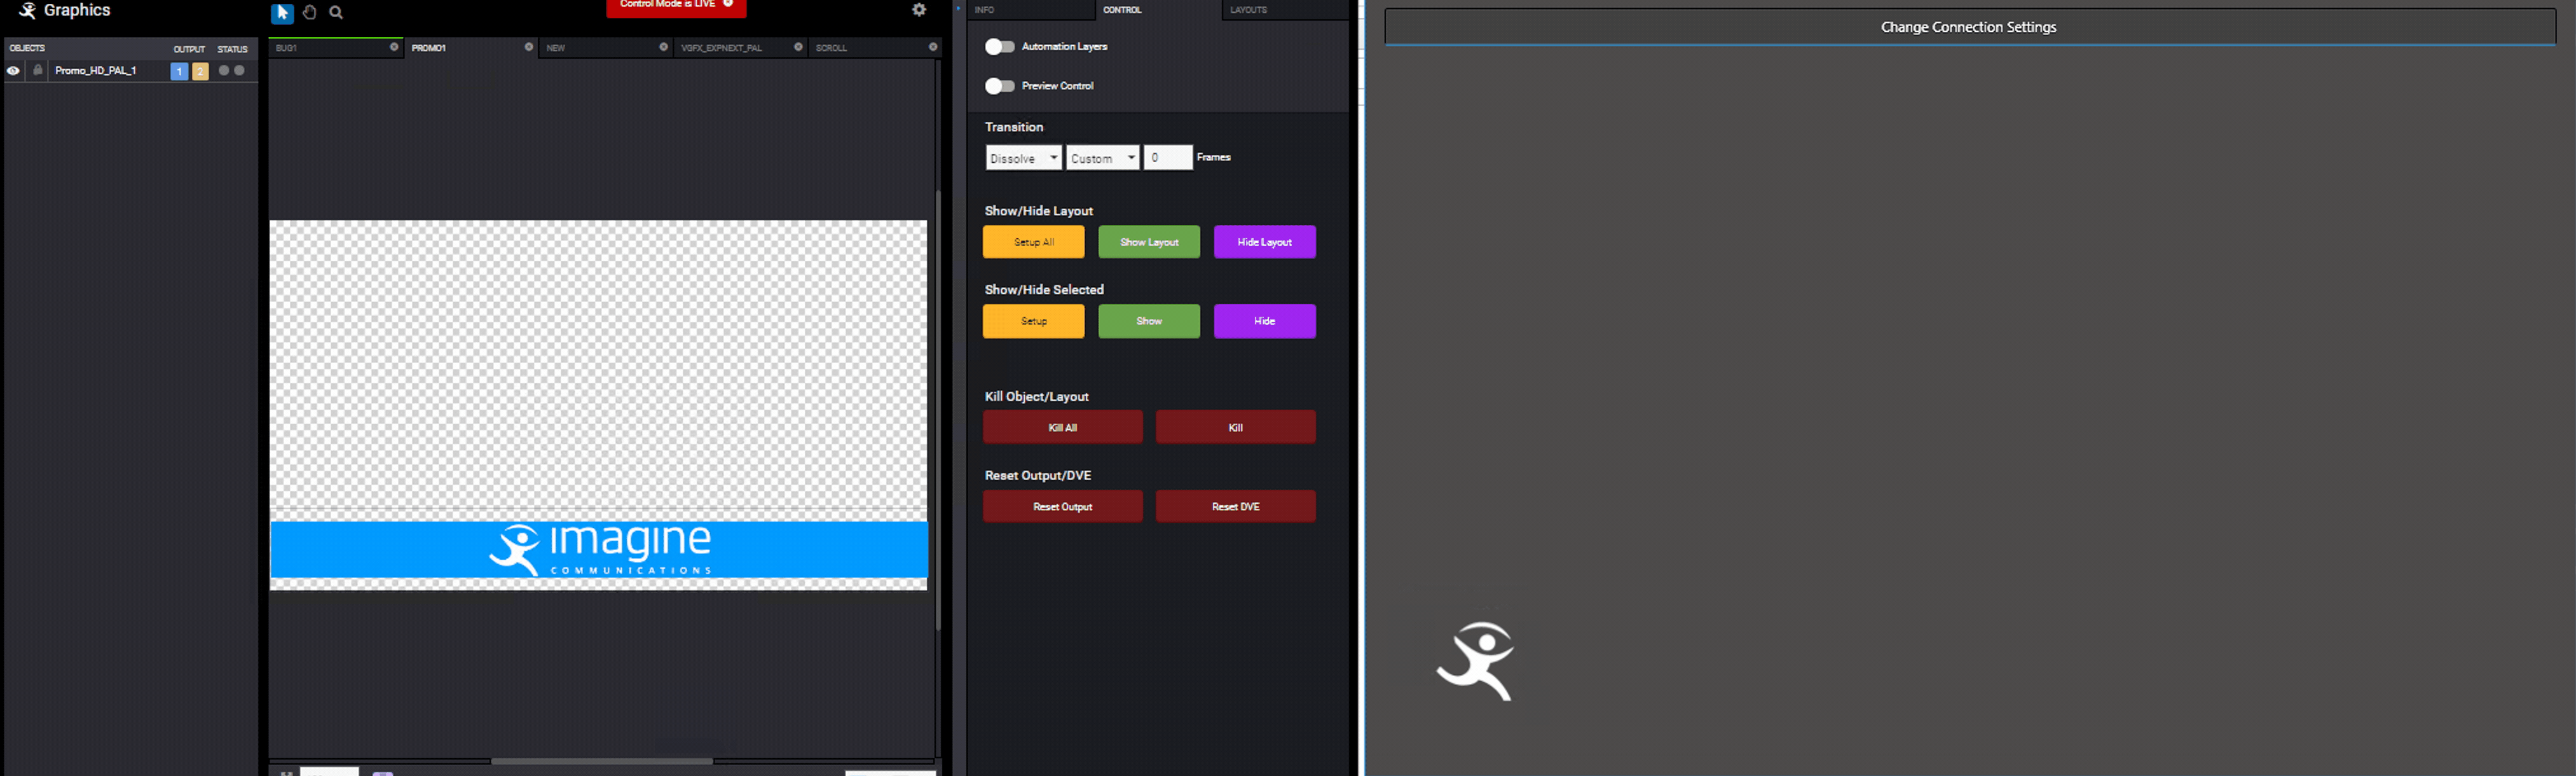 Graphics
Control Mode is LIVE
OBJECTS OUTPUT STATUS
Promo_HD_PAL_1 1 2
BUG1 PROMO1 NEW VGFX_EXPNEXT_PAL SCROLL
imagine
COMMUNICATIONS
INFO CONTROL LAYOUTS
Automation Layers
Preview Control
Transition
Dissolve Custom 0 Frames
Show/Hide Layout
Setup All Show Layout Hide Layout
Show/Hide Selected
Setup Show Hide
Kill Object/Layout
Kill All Kill
Reset Output/DVE
Reset Output Reset DVE
Change Connection Settings